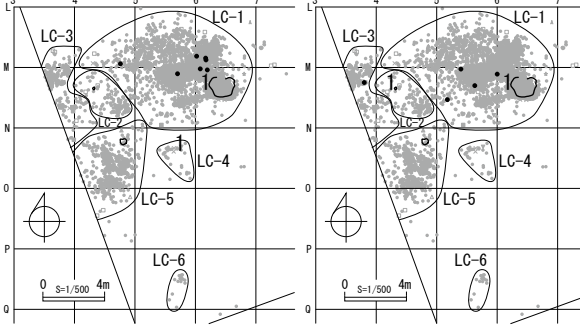 3 4 5 6 7
L
LC-1
LC-3
M
1
LC-2
N
1
LC-4
LC-5
O
P
LC-6
0 S=1/500 4m
Q
3 4 5 6 7
L
LC-1
LC-3
M
1
1
LC-2
N
LC-4
LC-5
O
P
LC-6
0 S=1/500 4m
Q